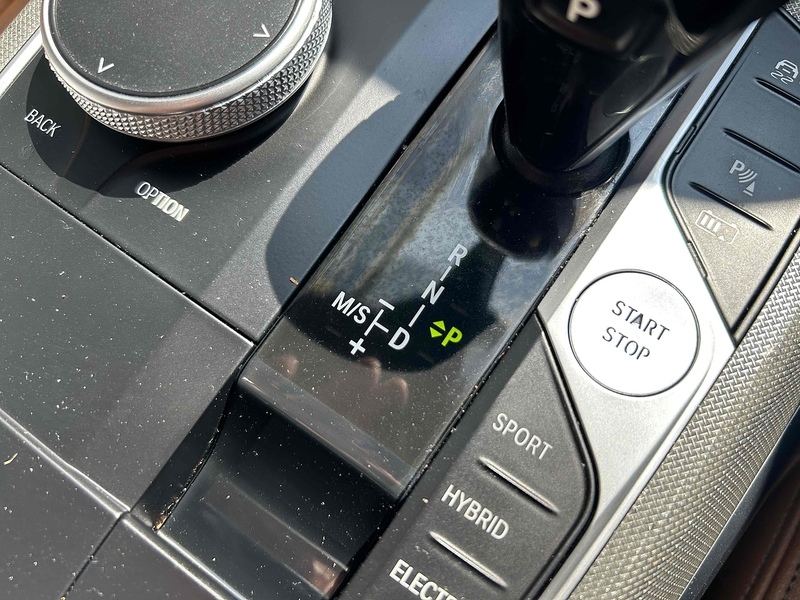 P
BACK
OPTION
P
R
N
M/S
−
+
D
P
START
STOP
SPORT
HYBRID